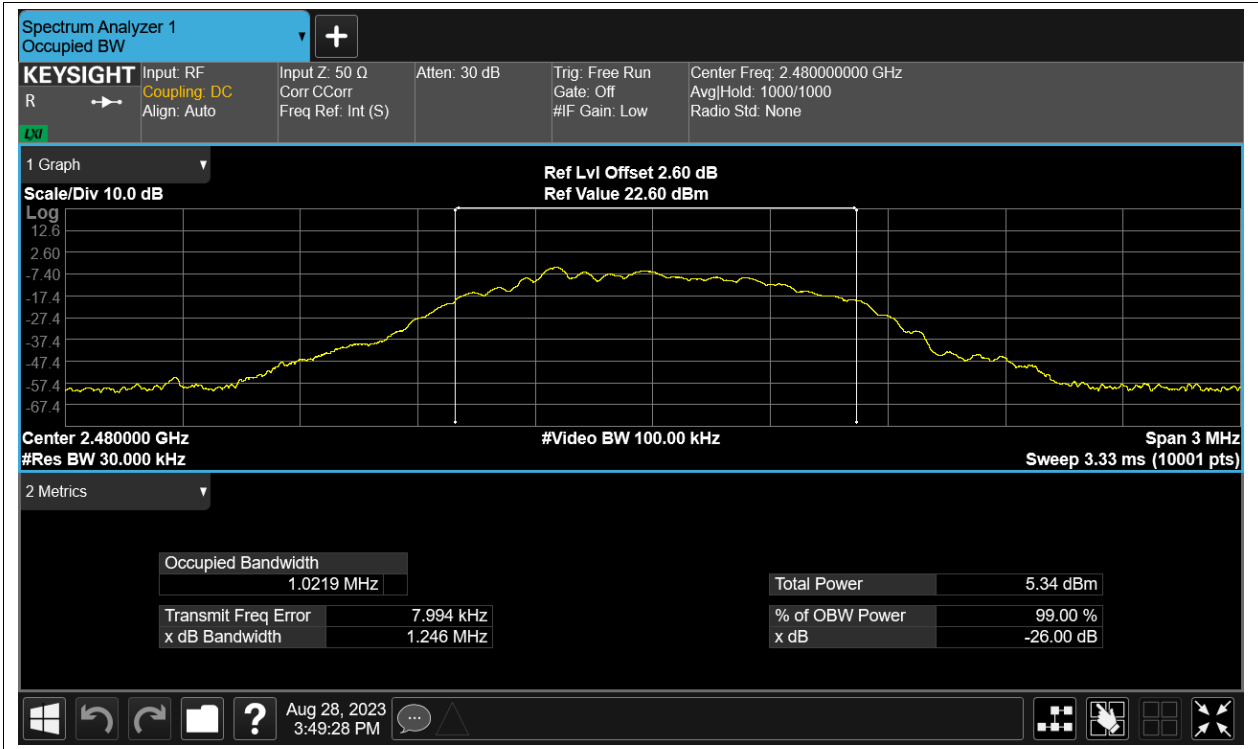 Spectrum Analyzer 1
Occupied BW
+
KEYSIGHT
R
LXI
Input: RF
Coupling: DC
Align: Auto
Input Z: 50 Ω
Corr CCorr
Freq Ref: Int (S)
Atten: 30 dB
Trig: Free Run
Gate: Off
#IF Gain: Low
Center Freq: 2.480000000 GHz
Avg|Hold: 1000/1000
Radio Std: None
1 Graph
Scale/Div 10.0 dB
Ref Lvl Offset 2.60 dB
Ref Value 22.60 dBm
Log
12.6
2.60
-7.40
-17.4
-27.4
-37.4
-47.4
-57.4
-67.4
Center 2.480000 GHz
#Video BW 100.00 kHz
Span 3 MHz
#Res BW 30.000 kHz
Sweep 3.33 ms (10001 pts)
2 Metrics
Occupied Bandwidth
1.0219 MHz
Total Power 5.34 dBm
Transmit Freq Error 7.994 kHz
% of OBW Power 99.00 %
x dB Bandwidth 1.246 MHz
x dB -26.00 dB
?
Aug 28, 2023
3:49:28 PM